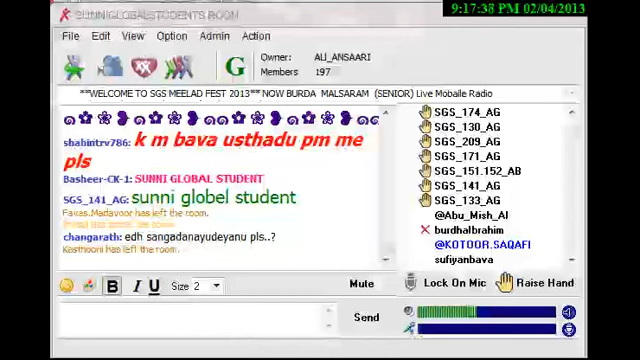 9:17:38 PM 02/04/2013
SUNNIGLOBALSTUDENTS ROOM
File Edit View Option Admin Action
Owner: ALI_ANSAARI
Members 197
G
**WELCOME TO SGS MEELAD FEST 2013** NOW BURDA MALSARAM (SENIOR) Live Mobaile Radio
shabintrv786: k m bava usthadu pm me
pls
Basheer-CK-1: SUNNI GLOBAL STUDENT
SGS_141_AG: sunni globel student
Fawas.Madavoor has left the room.
changarath: edh sangadanayudeyanu pls..?
Kasthooni has left the room.
SGS_174_AG
SGS_130_AG
SGS_209_AG
SGS_171_AG
SGS_151.152_AB
SGS_141_AG
SGS_133_AG
@Abu_Mish_Al
burdhaIbrahim
@KOTOOR.SAQAFI
sufiyanbava
B I U Size 2
Mute
Lock On Mic
Raise Hand
Send